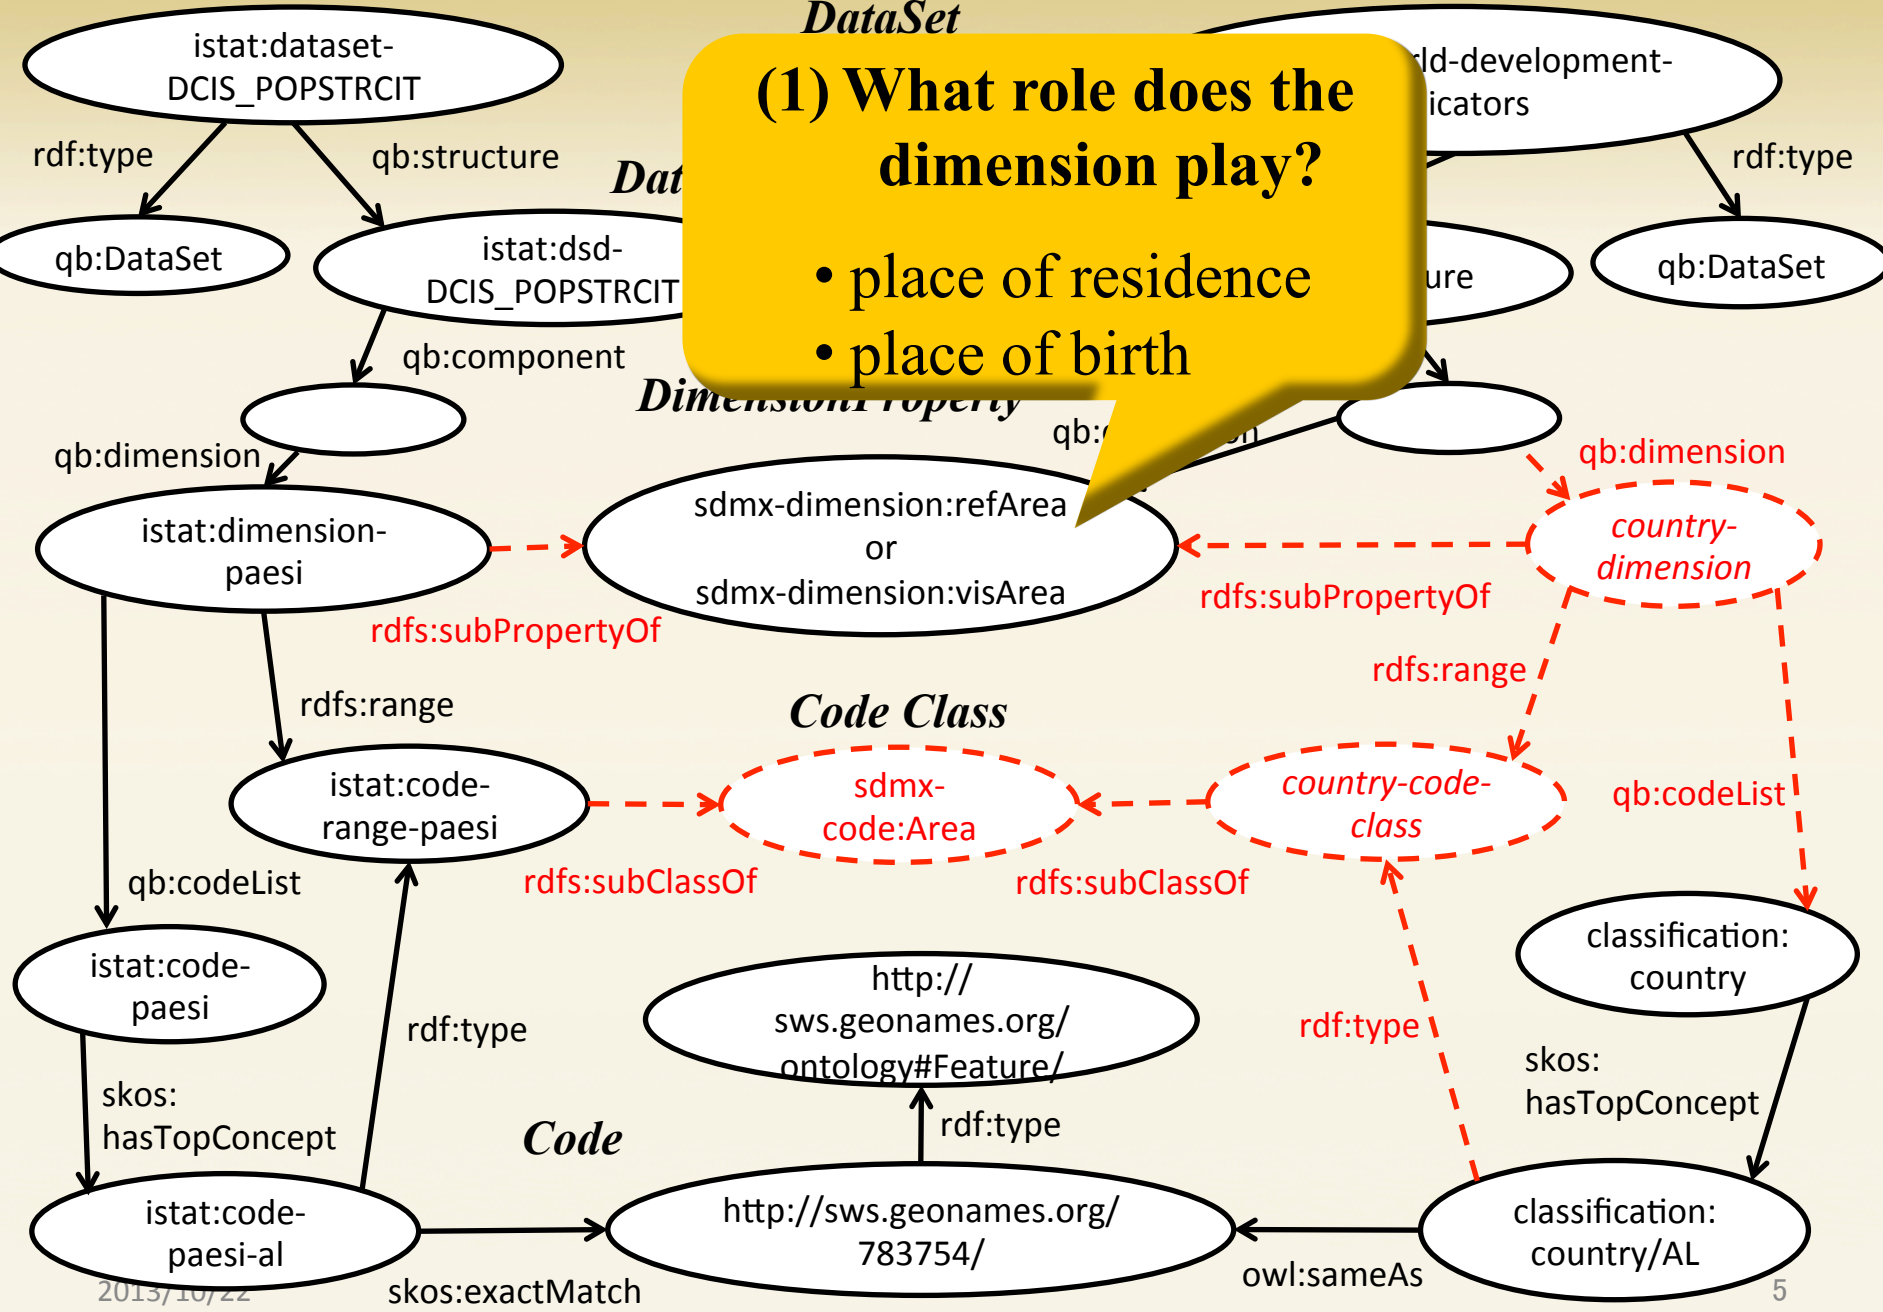 DataSet
istat:dataset-
DCIS_POPSTRCIT
(1) What role does the
dimension play?
• place of residence
• place of birth
rdf:type
qb:structure
rdf:type
qb:DataSet
istat:dsd-
DCIS_POPSTRCIT
qb:DataSet
qb:component
DimensionProperty
qb:dimension
qb:dimension
istat:dimension-
paesi
sdmx-dimension:refArea
or
sdmx-dimension:visArea
country-
dimension
rdfs:subPropertyOf
rdfs:subPropertyOf
rdfs:range
rdfs:range
Code Class
istat:code-
range-paesi
sdmx-
code:Area
country-code-
class
qb:codeList
qb:codeList
rdfs:subClassOf
rdfs:subClassOf
istat:code-
paesi
http://
sws.geonames.org/
ontology#Feature/
classification:
country
rdf:type
rdf:type
skos:
hasTopConcept
skos:
hasTopConcept
Code
rdf:type
istat:code-
paesi-al
http://sws.geonames.org/
783754/
classification:
country/AL
skos:exactMatch
owl:sameAs
2013/10/22
5